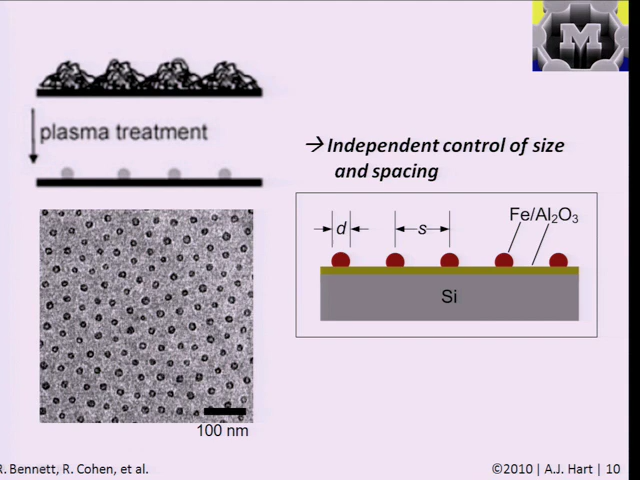 M
plasma treatment
→ Independent control of size
and spacing
d
s
Fe/Al₂O₃
Si
100 nm
R. Bennett, R. Cohen, et al.
©2010 | A.J. Hart | 10